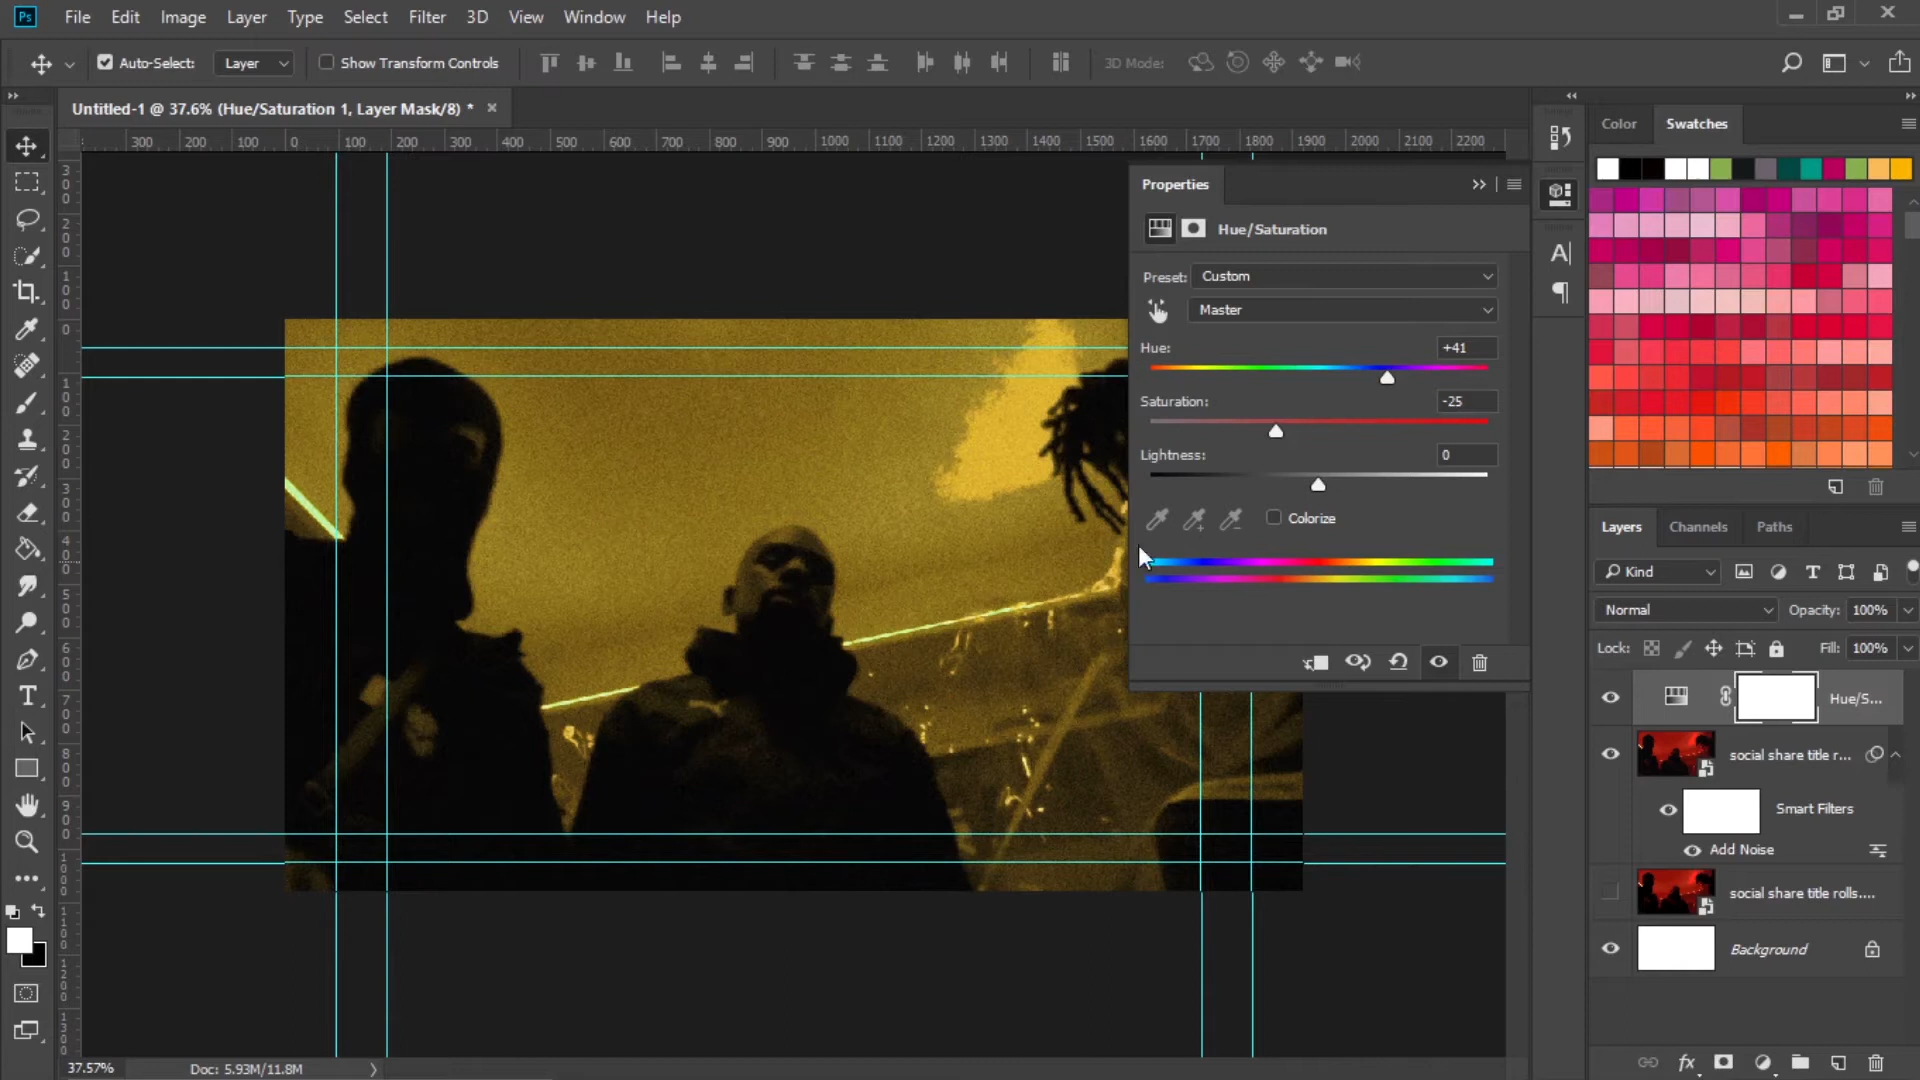 Ps File Edit Image Layer Type Select Filter 3D View Window Help
Auto-Select: Layer Show Transform Controls 3D Mode:
Untitled-1 @ 37.6% (Hue/Saturation 1, Layer Mask/8) *
300 200 100 0 100 200 300 400 500 600 700 800 900 1000 1100 1200 1300 1400 1500 1600 1700 1800 1900 2000 2100 2200
Color Swatches
Properties
Hue/Saturation
Preset: Custom
Master
Hue: +41
Saturation: -25
Lightness: 0
Colorize
Layers Channels Paths
Kind
Normal Opacity: 100%
Lock: Fill: 100%
Hue/S...
social share title r...
Smart Filters
Add Noise
social share title rolls....
Background
37.57% Doc: 5.93M/11.8M